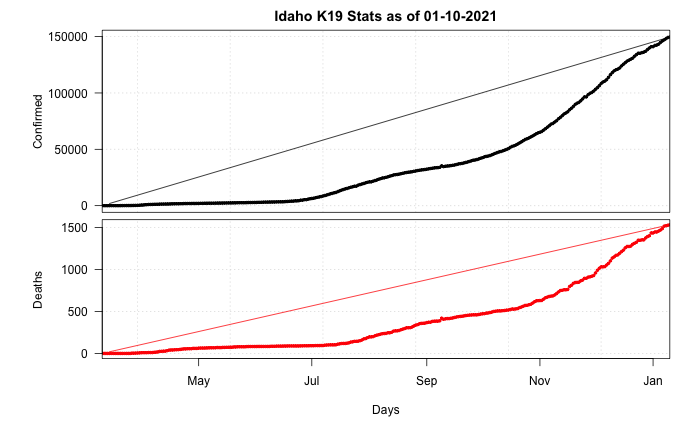 Idaho K19 Stats as of 01-10-2021
Confirmed
150000
100000
50000
0
Deaths
1500
1000
500
0
May Jul Sep Nov Jan
Days